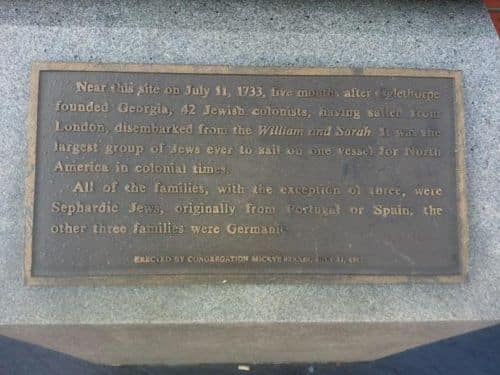 Near this site on July 11, 1733, five months after Oglethorpe
founded Georgia, 42 Jewish colonists, having sailed from
London, disembarked from the William and Sarah. It was the
largest group of Jews ever to sail on one vessel for North
America in colonial times.
All of the families, with the exception of three, were
Sephardic Jews, originally from Portugal or Spain, the
other three families were Germanic.
ERECTED BY CONGREGATION MICKVE ISRAEL, JULY 11,